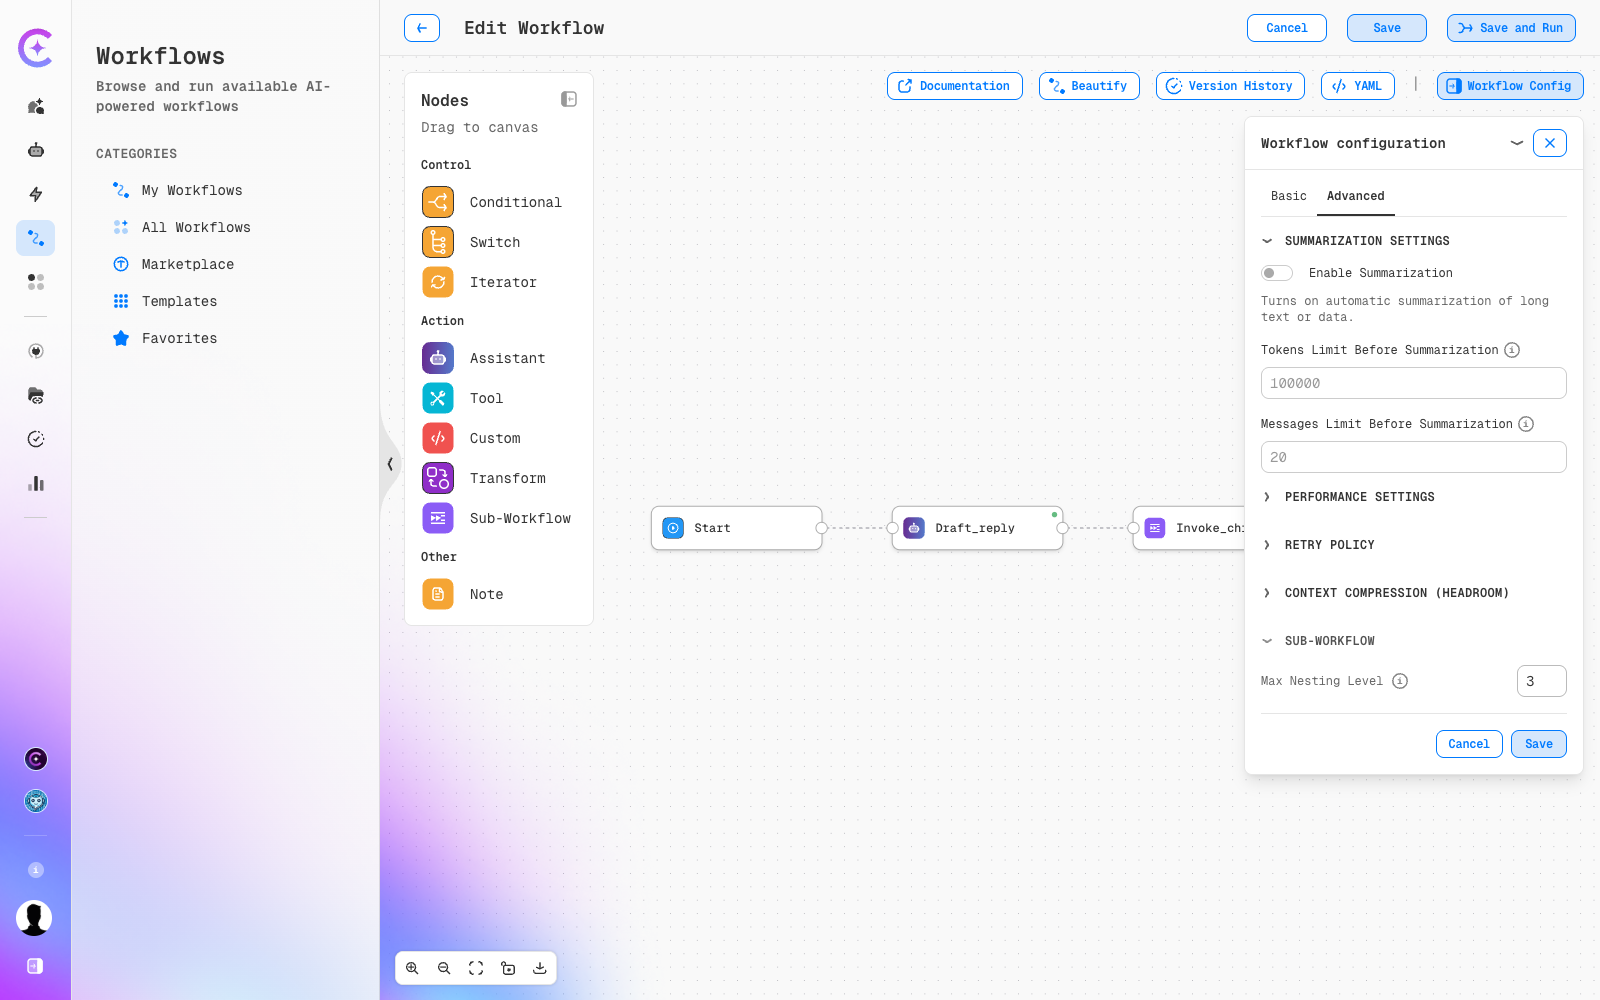 Workflows
Browse and run available AI-
powered workflows
CATEGORIES
My Workflows
All Workflows
Marketplace
Templates
Favorites
Edit Workflow
Cancel
Save
Save and Run
Documentation
Beautify
Version History
YAML
Workflow Config
Nodes
Drag to canvas
Control
Conditional
Switch
Iterator
Action
Assistant
Tool
Custom
Transform
Sub-Workflow
Other
Note
Start
Draft_reply
Invoke_chi
Workflow configuration
Basic
Advanced
SUMMARIZATION SETTINGS
Enable Summarization
Turns on automatic summarization of long
text or data.
Tokens Limit Before Summarization
100000
Messages Limit Before Summarization
20
PERFORMANCE SETTINGS
RETRY POLICY
CONTEXT COMPRESSION (HEADROOM)
SUB-WORKFLOW
Max Nesting Level
3
Cancel
Save